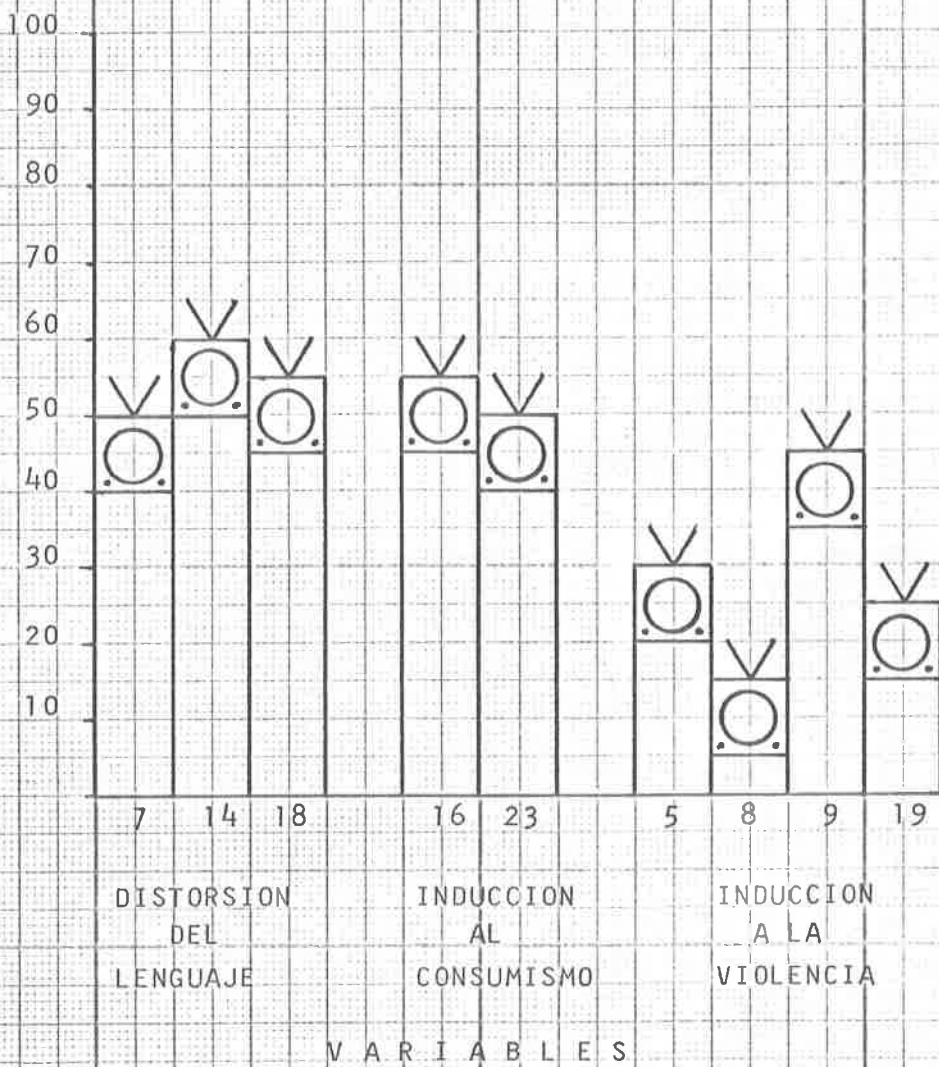 100
90
80
70
60
50
40
30
20
10
7 14 18 16 23 5 8 9 19
DISTORSION INDUCCION INDUCCION
DEL AL A LA
LENGUAJE CONSUMISMO VIOLENCIA
VARIABLES